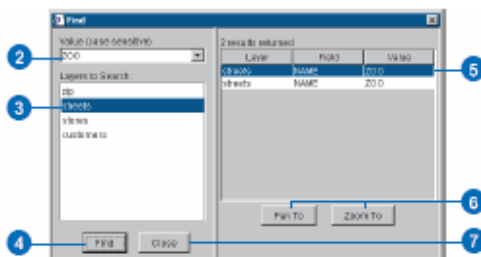 Find
Value (case sensitive)
2 results returned
2
ZOO
Layer Field Value
5
streets NAME ZOO
Layers to Search:
streets NAME ZOO
zip
3
streets
stores
customers
6
Pan To Zoom To
4
Find Close
7